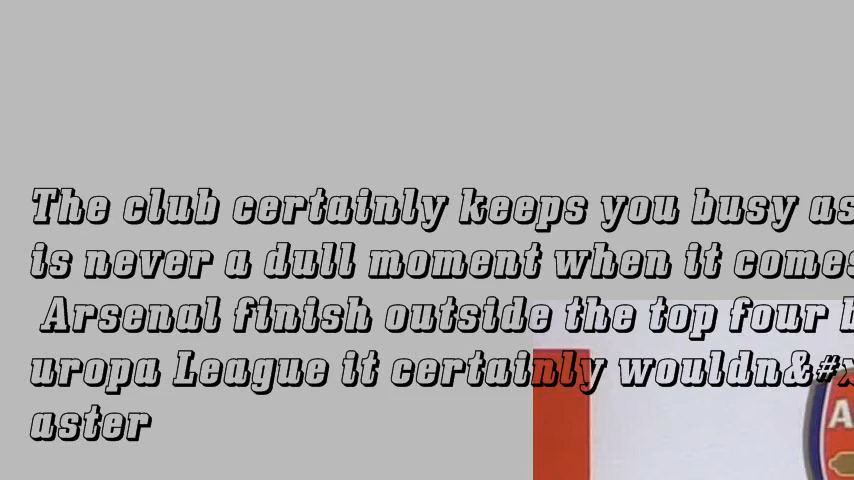 The club certainly keeps you busy as
is never a dull moment when it comes
Arsenal finish outside the top four b
uropa League it certainly wouldn&#x
aster
A